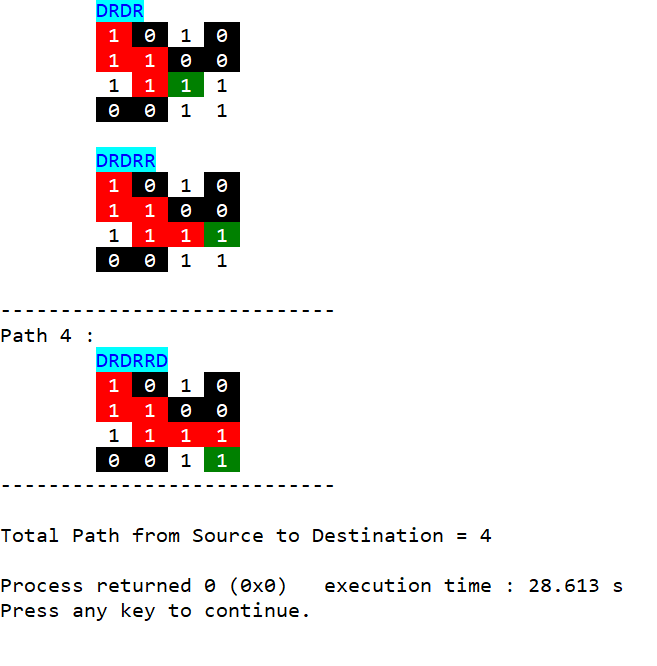 DRDR
1 0 1 0
1 1 0 0
1 1 1 1
0 0 1 1
DRDRR
1 0 1 0
1 1 0 0
1 1 1 1
0 0 1 1
----------------------------
Path 4 :
DRDRRD
1 0 1 0
1 1 0 0
1 1 1 1
0 0 1 1
----------------------------
Total Path from Source to Destination = 4
Process returned 0 (0x0)   execution time : 28.613 s
Press any key to continue.